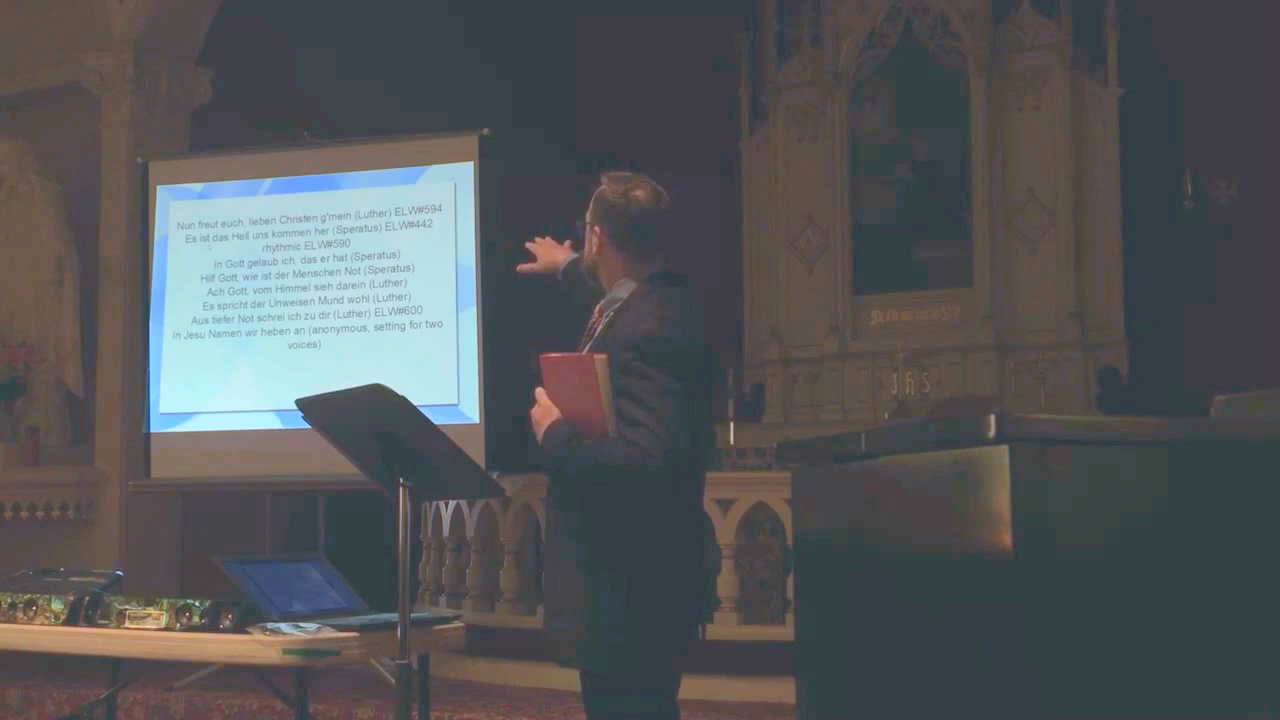 Nun freut euch, lieben Christen g'mein (Luther) ELW#594
Es ist das Heil uns kommen her (Speratus) ELW#442
rhythmic ELW#590
In Gott gelaub ich, das er hat (Speratus)
Hilf Gott, wie ist der Menschen Not (Speratus)
Ach Gott, vom Himmel sieh darein (Luther)
Es spricht der Unweisen Mund wohl (Luther)
Aus tiefer Not schrei ich zu dir (Luther) ELW#600
In Jesu Namen wir heben an (anonymous, setting for two
voices)
IHS